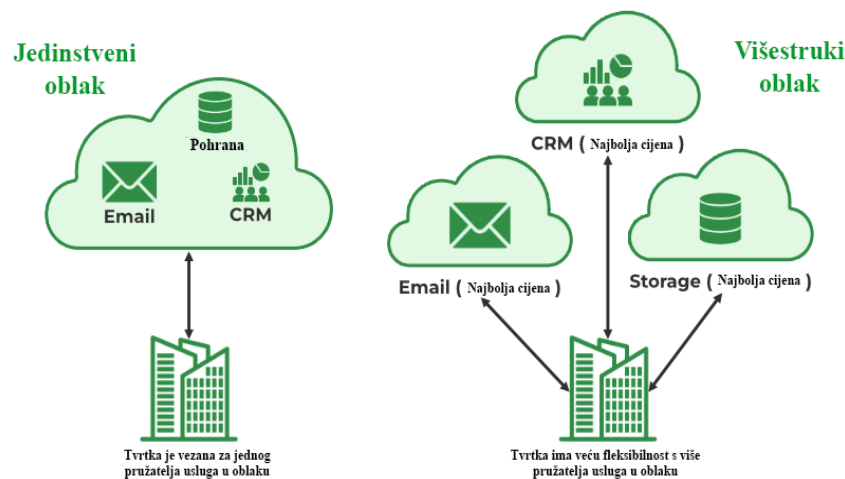 Jedinstveni
oblak
Pohrana
Email
CRM
Tvrtka je vezana za jednog
pružatelja usluga u oblaku
Višestruki
oblak
CRM ( Najbolja cijena )
Email ( Najbolja cijena )
Storage ( Najbolja cijena )
Tvrtka ima veću fleksibilnost s više
pružatelja usluga u oblaku